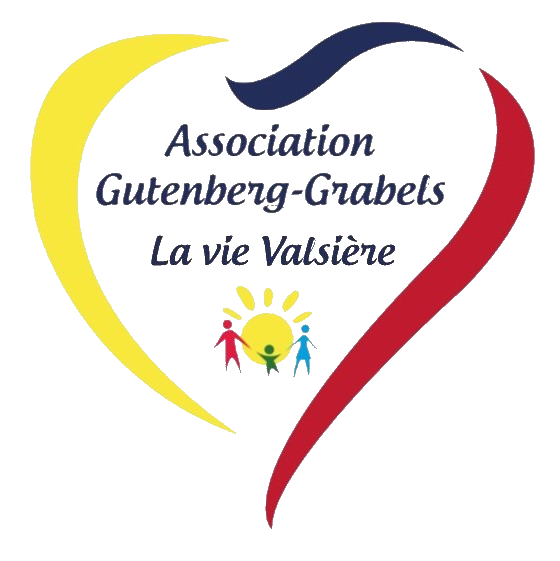 Association
Gutenberg-Grabels
La vie Valsière